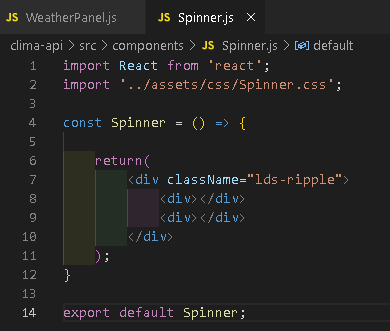 JS WeatherPanel.js JS Spinner.js ×
clima-api > src > components > JS Spinner.js > default
1 import React from 'react';
2 import '../assets/css/Spinner.css';
3
4 const Spinner = () => {
5
6 return(
7 <div className="lds-ripple">
8 <div></div>
9 <div></div>
10 </div>
11 );
12 }
13
14 export default Spinner;